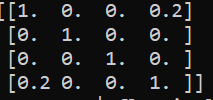 [[1.  0.  0.  0.2]
 [0.  1.  0.  0. ]
 [0.  0.  1.  0. ]
 [0.2 0.  0.  1. ]]